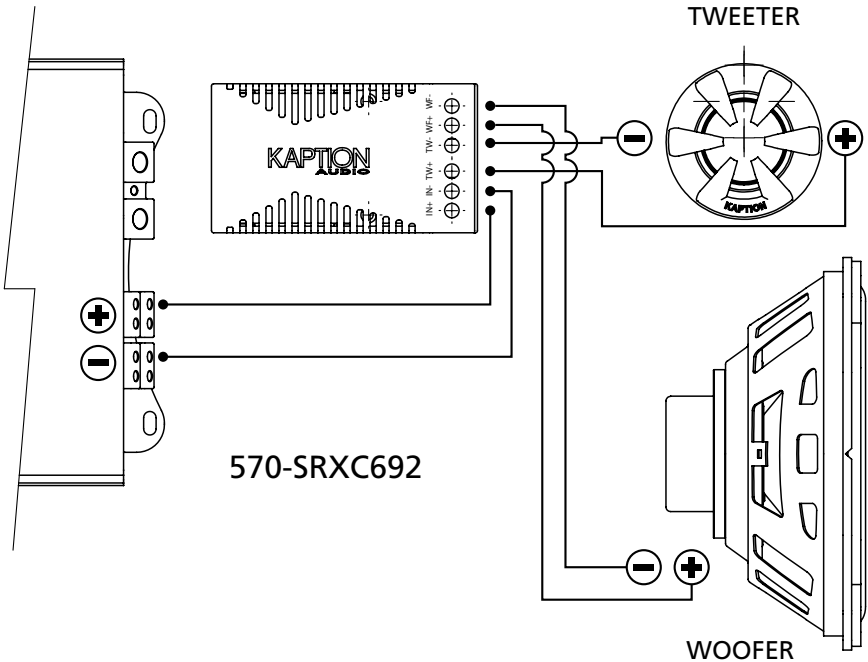 TWEETER
WF-
WF+
TW-
TW+
IN-
IN+
KAPTION
AUDIO
KAPTION
570-SRXC692
WOOFER